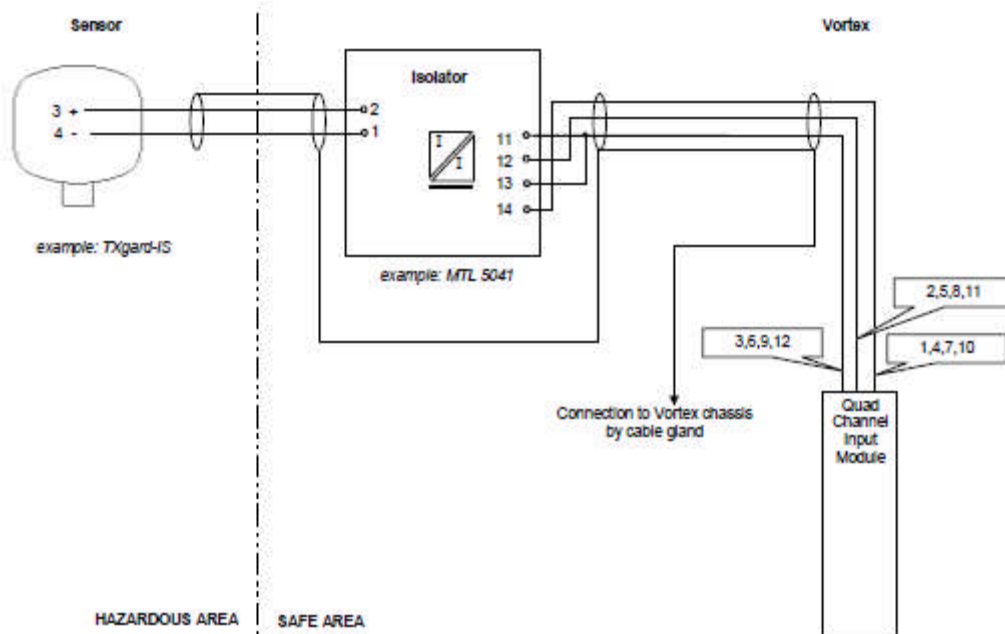 Sensor
Vortex
Isolator
3 +
4 -
2
1
I
I
11
12
13
14
example: TXgard-IS
example: MTL 5041
2,5,8,11
3,6,9,12
1,4,7,10
Connection to Vortex chassis
by cable gland
Quad
Channel
Input
Module
HAZARDOUS AREA
SAFE AREA